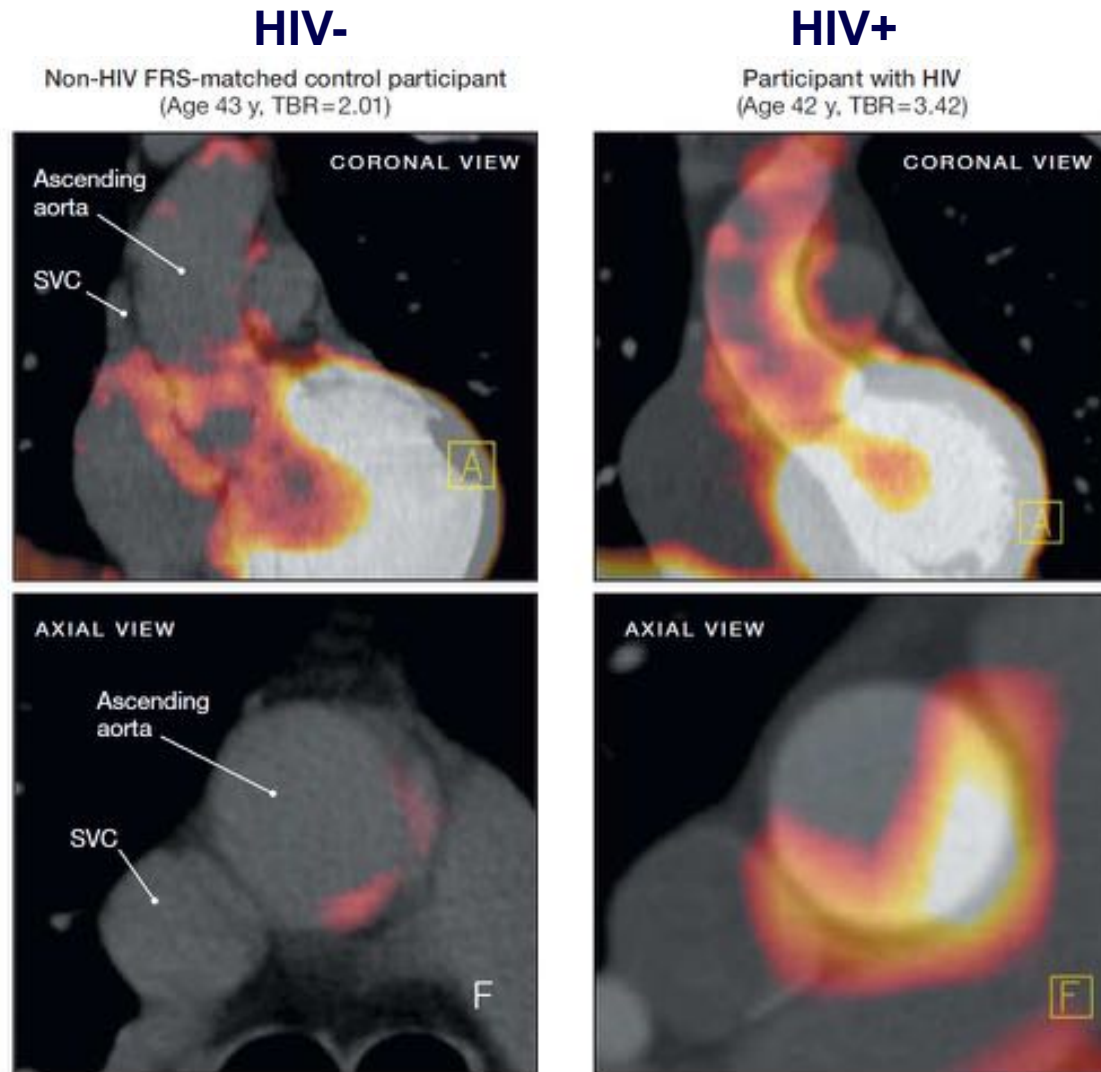 HIV-
HIV+
Non-HIV FRS-matched control participant
(Age 43 y, TBR=2.01)
Participant with HIV
(Age 42 y, TBR=3.42)
CORONAL VIEW
Ascending
aorta
SVC
A
CORONAL VIEW
A
AXIAL VIEW
Ascending
aorta
SVC
F
AXIAL VIEW
F